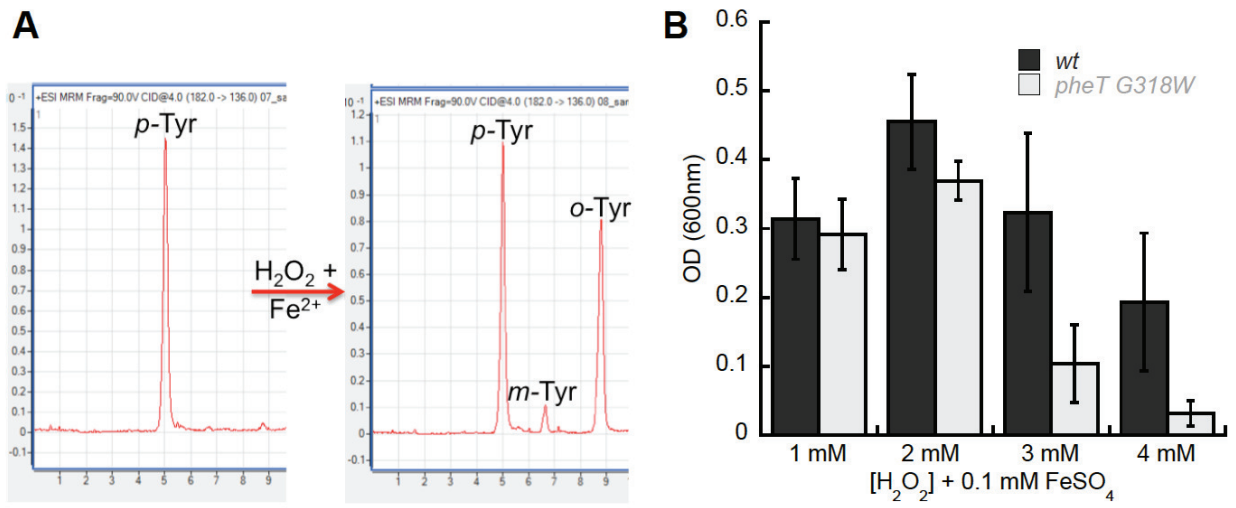 A
0 -1
+ESI MRM Frag=90.0V CID@4.0 (182.0 -> 136.0) 07_sa
1
1.5
1.4
1.3
1.2
1.1
1
0.9
0.8
0.7
0.6
0.5
0.4
0.3
0.2
0.1
0
-0.1
p-Tyr
1 2 3 4 5 6 7 8 9
H2O2 +
Fe2+
10 -1
+ESI MRM Frag=90.0V CID@4.0 (182.0 -> 136.0) 08_sar
1
1.2
1.1
1
0.9
0.8
0.7
0.6
0.5
0.4
0.3
0.2
0.1
0
-0.1
p-Tyr
o-Tyr
m-Tyr
1 2 3 4 5 6 7 8 9
B
0.6
0.5
0.4
0.3
0.2
0.1
0
OD (600nm)
wt
pheT G318W
1 mM 2 mM 3 mM 4 mM
[H2O2] + 0.1 mM FeSO4